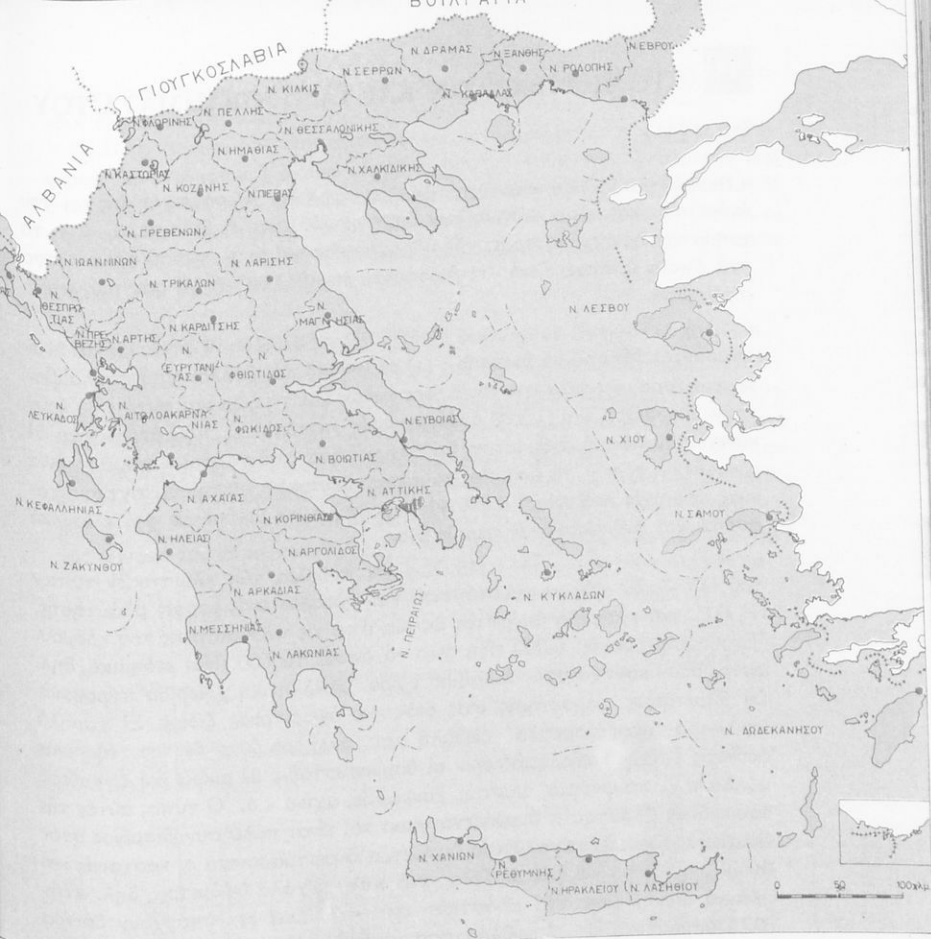 ΒΟΥΛΓΑΡΙΑ
ΓΙΟΥΓΚΟΣΛΑΒΙΑ
ΑΛΒΑΝΙΑ
Ν. ΔΡΑΜΑΣ
Ν. ΞΑΝΘΗΣ
Ν. ΕΒΡΟΥ
Ν. ΡΟΔΟΠΗΣ
Ν. ΣΕΡΡΩΝ
Ν. ΚΑΒΑΛΑΣ
Ν. ΚΙΛΚΙΣ
Ν. ΠΕΛΛΗΣ
Ν. ΦΛΩΡΙΝΗΣ
Ν. ΘΕΣΣΑΛΟΝΙΚΗΣ
Ν. ΗΜΑΘΙΑΣ
Ν. ΧΑΛΚΙΔΙΚΗΣ
Ν. ΚΑΣΤΟΡΙΑΣ
Ν. ΚΟΖΑΝΗΣ
Ν. ΠΙΕΡΙΑΣ
Ν. ΓΡΕΒΕΝΩΝ
Ν. ΙΩΑΝΝΙΝΩΝ
Ν. ΛΑΡΙΣΗΣ
Ν. ΤΡΙΚΑΛΩΝ
Ν.
ΘΕΣΠΡΩ
ΤΙΑΣ
Ν. ΛΕΣΒΟΥ
Ν.
ΜΑΓΝΗΣΙΑΣ
Ν. ΚΑΡΔΙΤΣΗΣ
Ν. ΠΡΕ
ΒΕΖΗΣ
Ν. ΑΡΤΗΣ
Ν.
ΕΥΡΥΤΑΝΙ
ΑΣ
Ν.
ΦΘΙΩΤΙΔΟΣ
Ν.
ΛΕΥΚΑΔΟΣ
Ν.
ΑΙΤΩΛΟΑΚΑΡΝΑ
ΝΙΑΣ
Ν.
ΦΩΚΙΔΟΣ
Ν. ΕΥΒΟΙΑΣ
Ν. ΧΙΟΥ
Ν. ΒΟΙΩΤΙΑΣ
Ν. ΑΤΤΙΚΗΣ
Ν. ΚΕΦΑΛΛΗΝΙΑΣ
Ν. ΑΧΑΪΑΣ
Ν. ΚΟΡΙΝΘΙΑΣ
Ν. ΣΑΜΟΥ
Ν. ΗΛΕΙΑΣ
Ν. ΑΡΓΟΛΙΔΟΣ
Ν. ΖΑΚΥΝΘΟΥ
Ν. ΑΡΚΑΔΙΑΣ
Ν. ΚΥΚΛΑΔΩΝ
Ν. ΠΕΙΡΑΙΩΣ
Ν. ΜΕΣΣΗΝΙΑΣ
Ν. ΛΑΚΩΝΙΑΣ
Ν. ΔΩΔΕΚΑΝΗΣΟΥ
Ν. ΧΑΝΙΩΝ
Ν.
ΡΕΘΥΜΝΗΣ
Ν. ΗΡΑΚΛΕΙΟΥ
Ν. ΛΑΣΗΘΙΟΥ
0 50 100χλμ